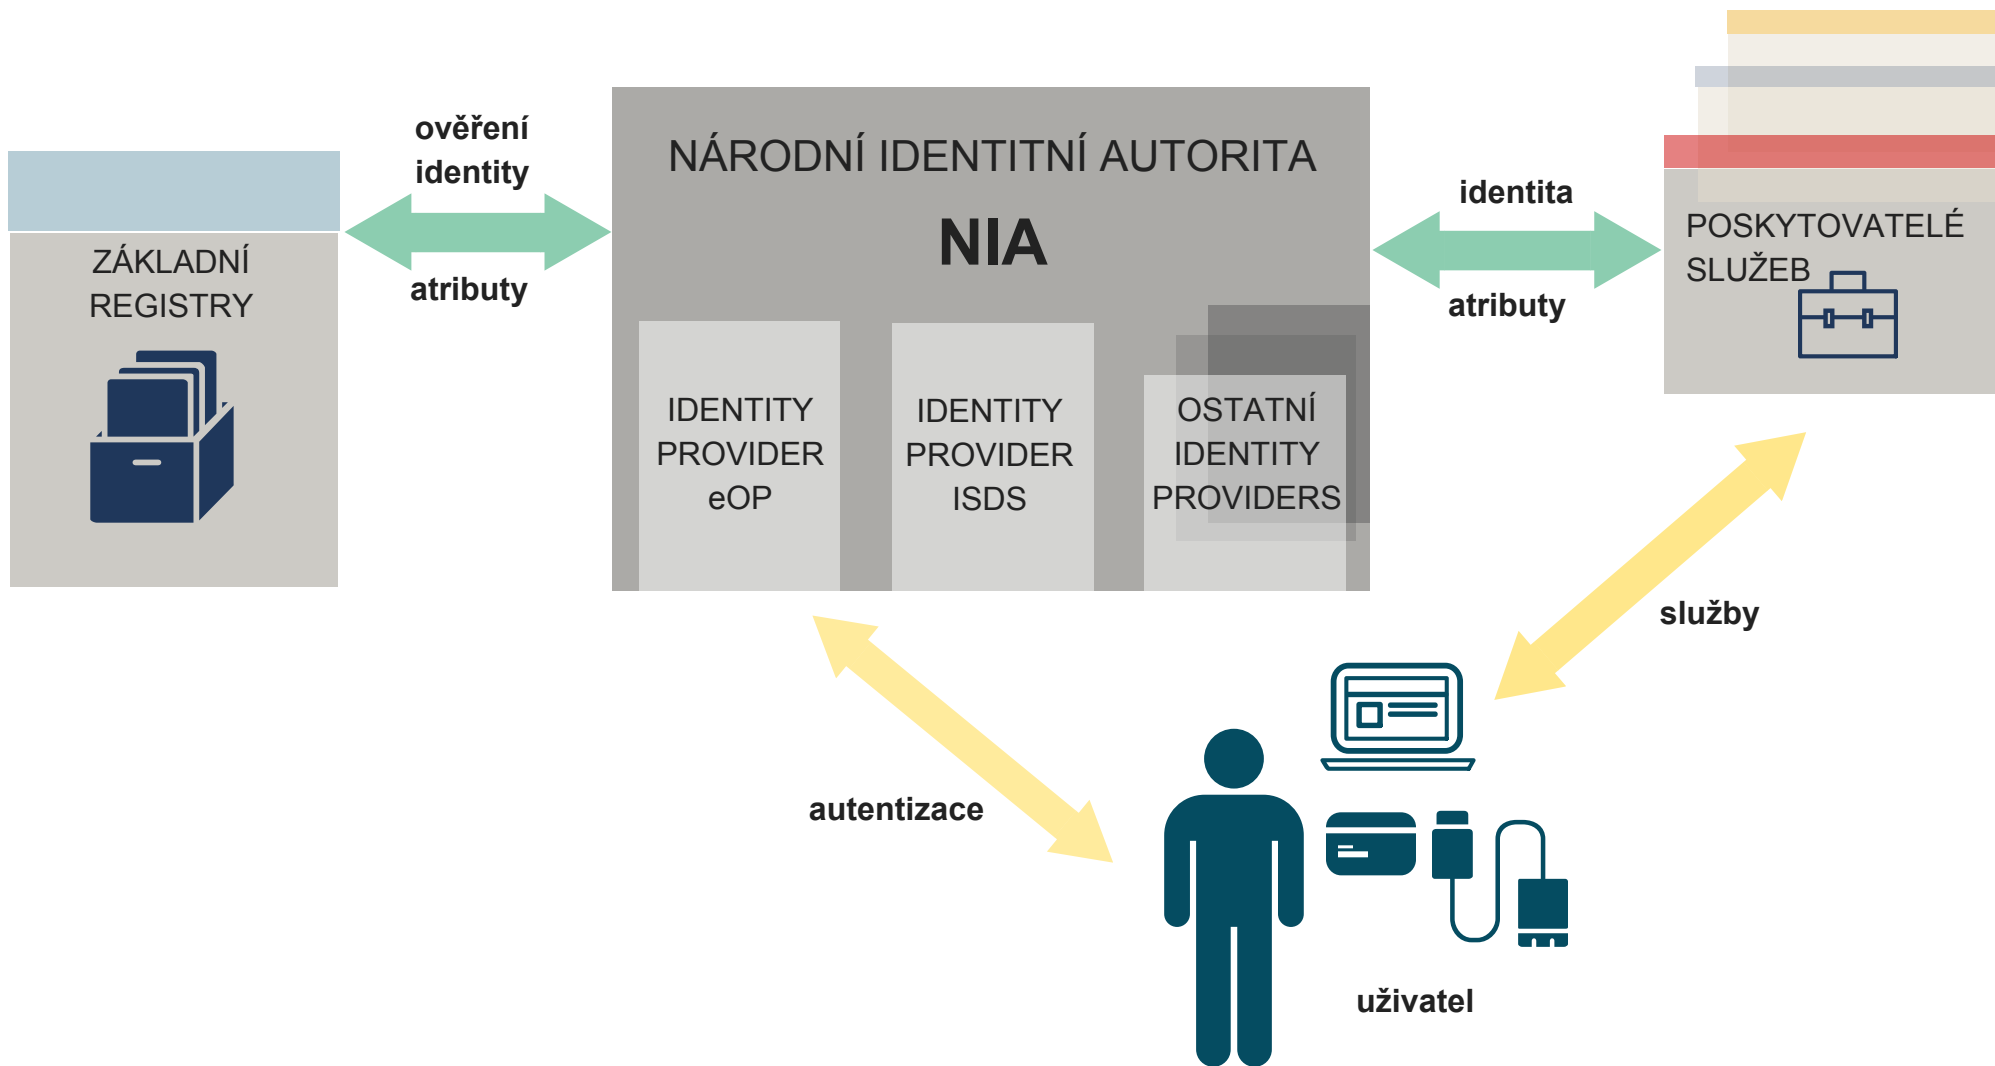 ověření
identity
atributy
ZÁKLADNÍ
REGISTRY
NÁRODNÍ IDENTITNÍ AUTORITA
NIA
IDENTITY
PROVIDER
eOP
IDENTITY
PROVIDER
ISDS
OSTATNÍ
IDENTITY
PROVIDERS
identita
atributy
POSKYTOVATELÉ
SLUŽEB
služby
autentizace
uživatel